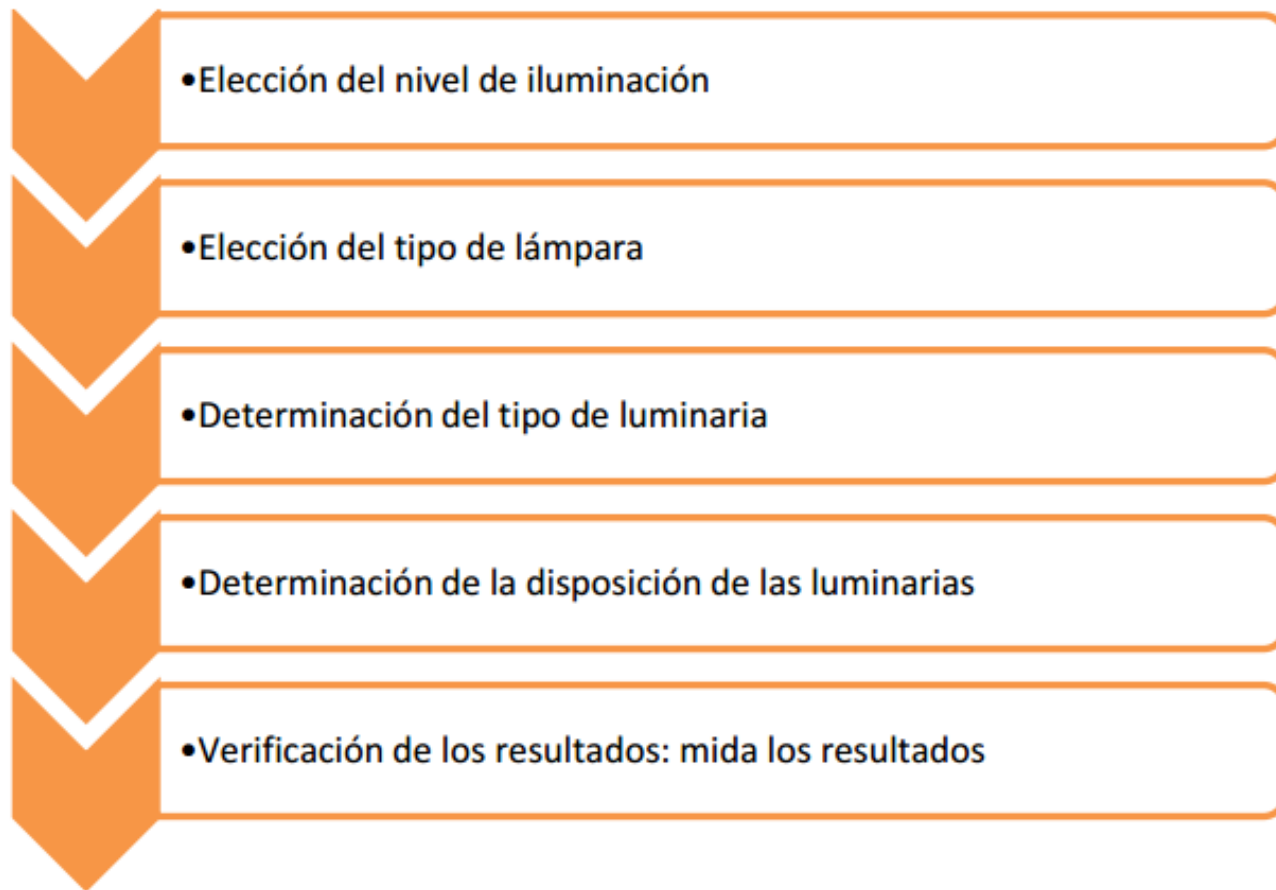 •Elección del nivel de iluminación
•Elección del tipo de lámpara
•Determinación del tipo de luminaria
•Determinación de la disposición de las luminarias
•Verificación de los resultados: mida los resultados